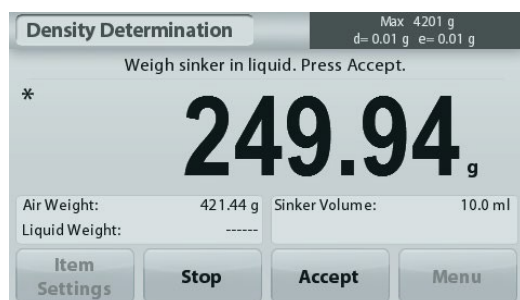 Density Determination
Max 4201 g
d= 0.01 g e= 0.01 g
Weigh sinker in liquid. Press Accept.
*
249.94 g
Air Weight: 421.44 g Sinker Volume: 10.0 ml
Liquid Weight: ------
Item Settings Stop Accept Menu